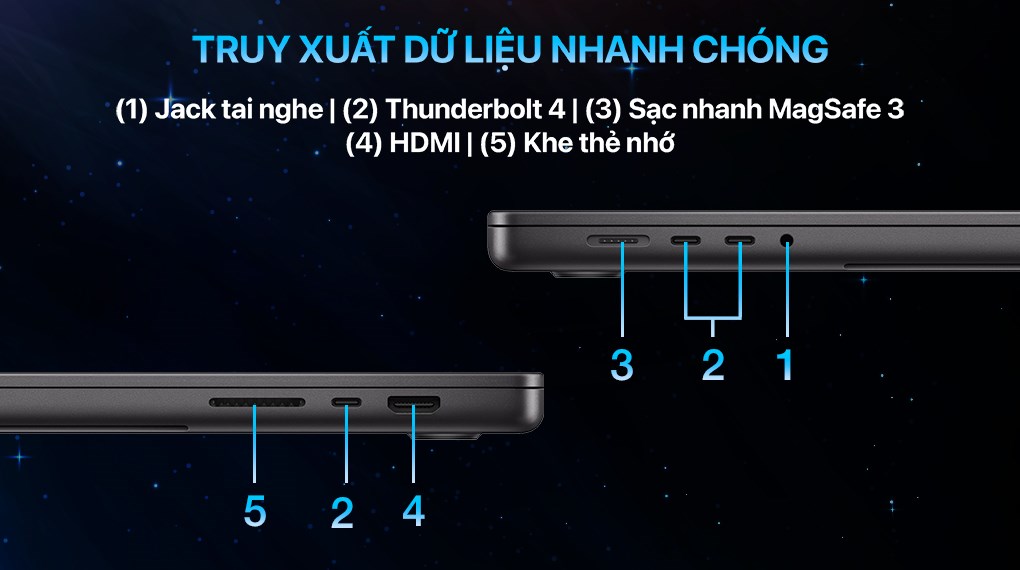 TRUY XUẤT DỮ LIỆU NHANH CHÓNG
(1) Jack tai nghe | (2) Thunderbolt 4 | (3) Sạc nhanh MagSafe 3
(4) HDMI | (5) Khe thẻ nhớ
3 2 1
5 2 4